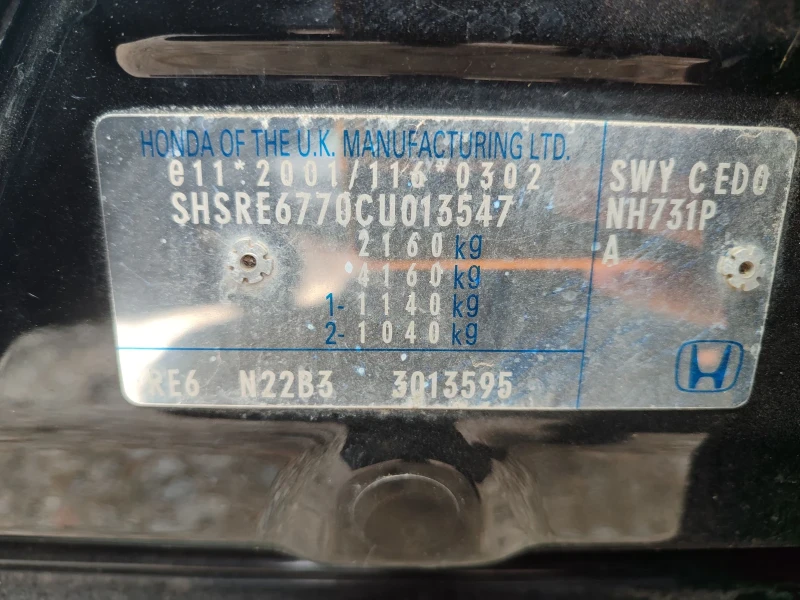 HONDA OF THE U.K. MANUFACTURING LTD.
e11*2001/116*0302
SHSRE6770CU013547
2160 kg
4160 kg
1- 1140 kg
2- 1040 kg
RE6 N22B3 3013595
SWY C ED0
NH731P
A